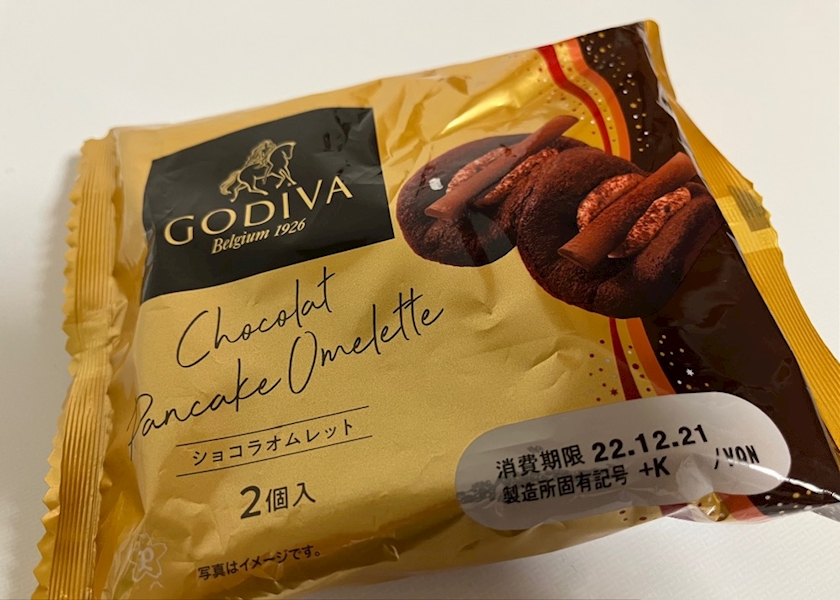 GODIVA
Belgium 1926
Chocolat
Pancake Omelette
ショコラオムレット
2個入
写真はイメージです。
消費期限 22.12.21
製造所固有記号 +K /YON